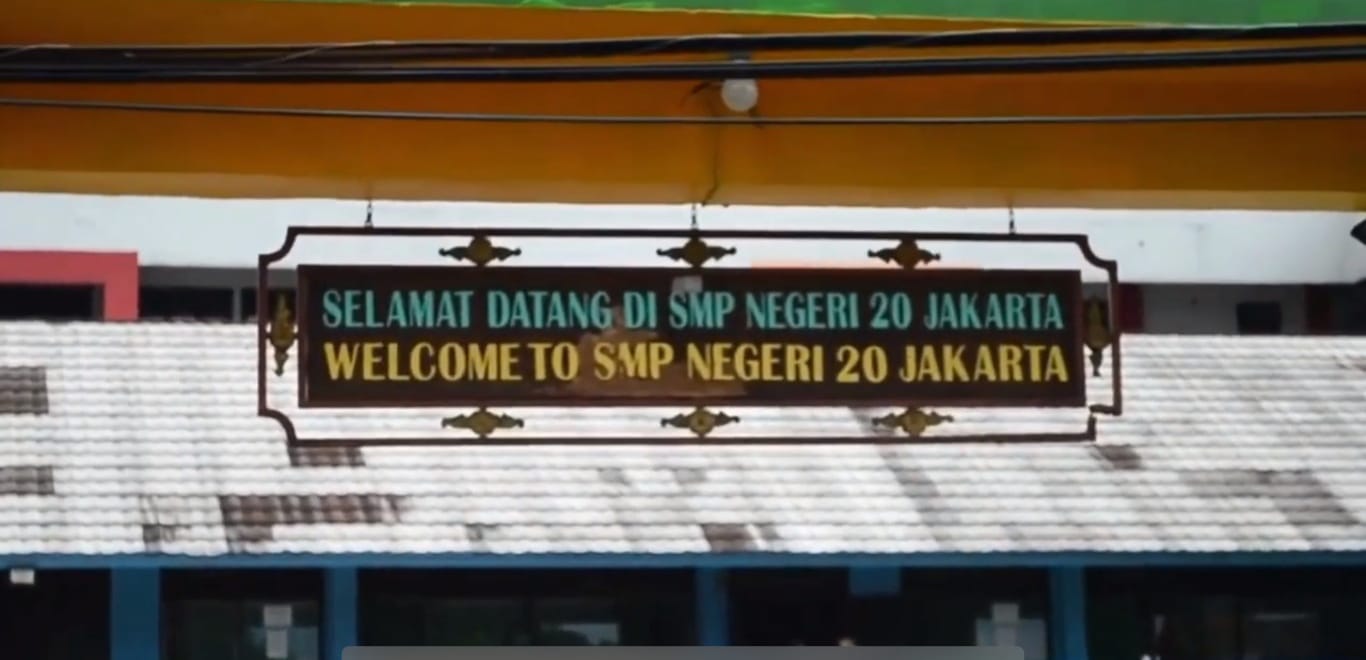 SELAMAT DATANG DI SMP NEGERI 20 JAKARTA
WELCOME TO SMP NEGERI 20 JAKARTA